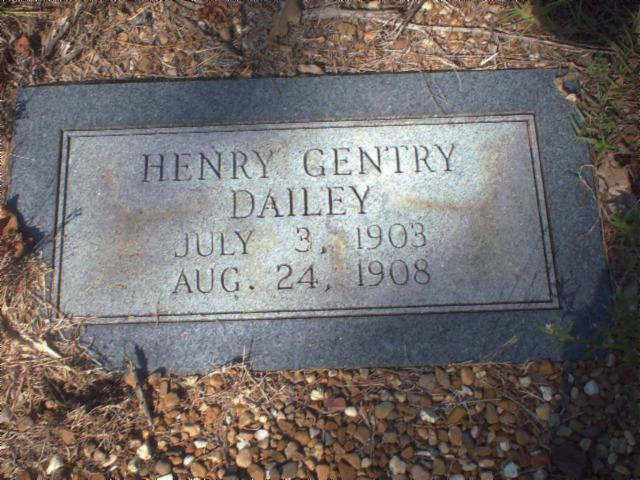 HENRY GENTRY
DAILEY
JULY 3, 1903
AUG. 24, 1908